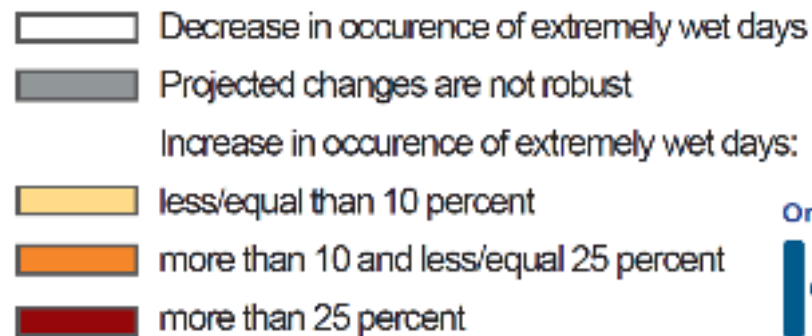 Decrease in occurence of extremely wet days
Projected changes are not robust
Increase in occurence of extremely wet days:
less/equal than 10 percent
more than 10 and less/equal 25 percent
more than 25 percent